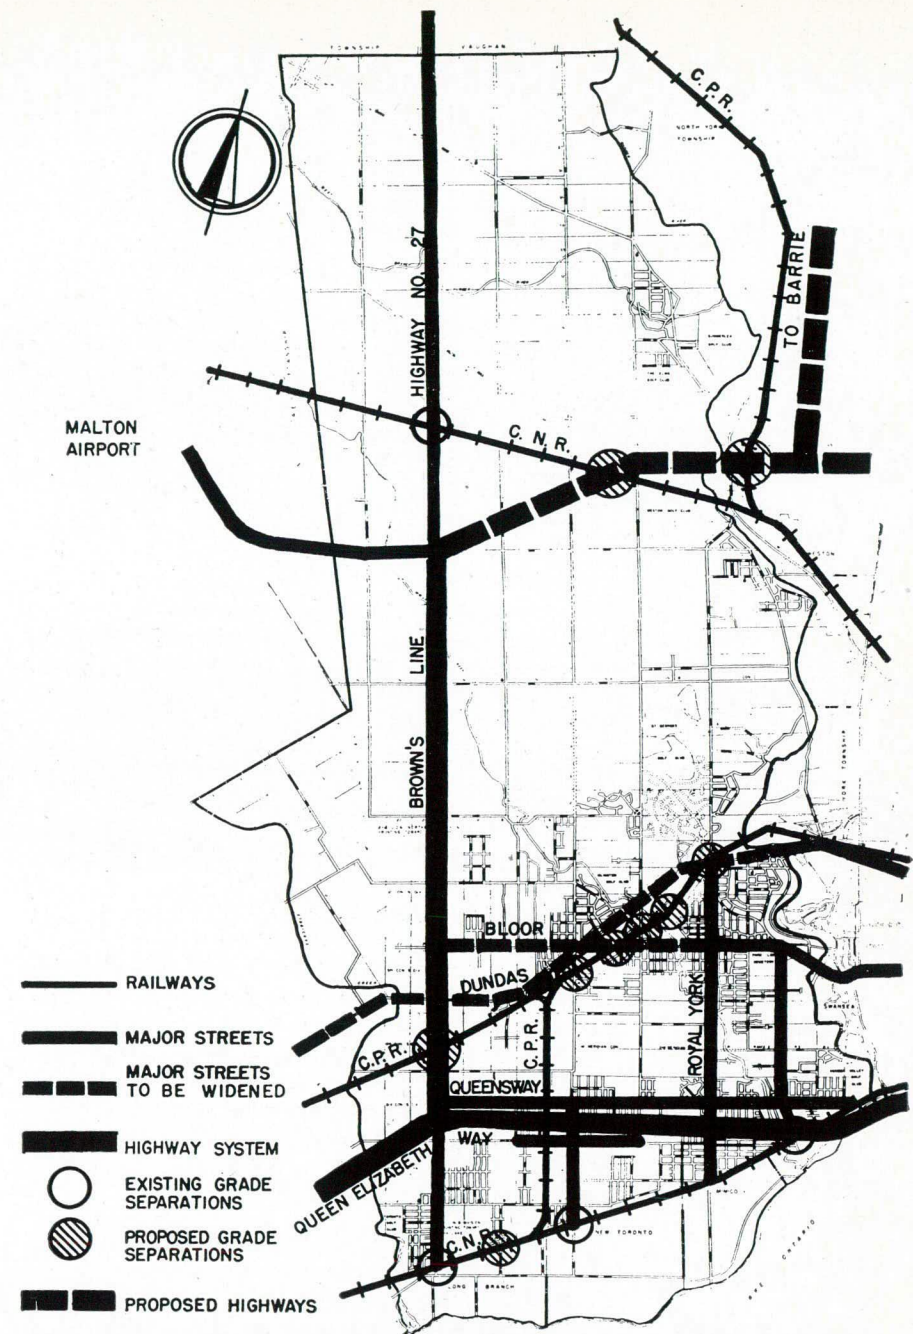 TOWNSHIP VAUGHAN
C.P.R.
NORTH YORK
TOWNSHIP
HIGHWAY NO. 27
TO BARRIE
MALTON
AIRPORT
C. N. R.
WESTON
BROWN'S LINE
YORK TOWNSHIP
BLOOR
DUNDAS
ROYAL YORK
SWANSEA
C.P.R.
C.P.R.
QUEENSWAY
QUEEN ELIZABETH WAY
MIMICO
C.N.R.
NEW TORONTO
LONG BRANCH
ONTARIO
RAILWAYS
MAJOR STREETS
MAJOR STREETS
TO BE WIDENED
HIGHWAY SYSTEM
EXISTING GRADE
SEPARATIONS
PROPOSED GRADE
SEPARATIONS
PROPOSED HIGHWAYS